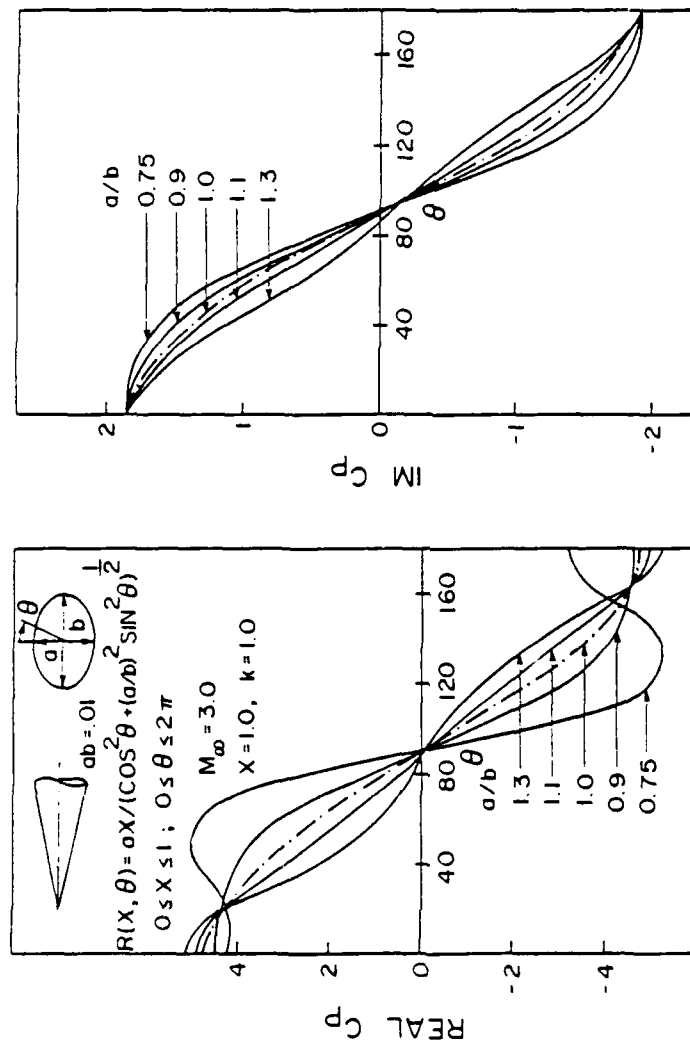 a
θ
b
ab=.01
R(X,θ)=aX/(COS²θ+(a/b)² SIN²θ)^½
0≤X≤1; 0≤θ≤2π
M∞=3.0
X=1.0, k=1.0
REAL Cp
4
2
0
-2
-4
40
80
120
160
θ
a/b
1.3
1.1
1.0
0.9
0.75
IM Cp
2
1
0
-1
-2
40
80
120
160
θ
a/b
0.75
0.9
1.0
1.1
1.3